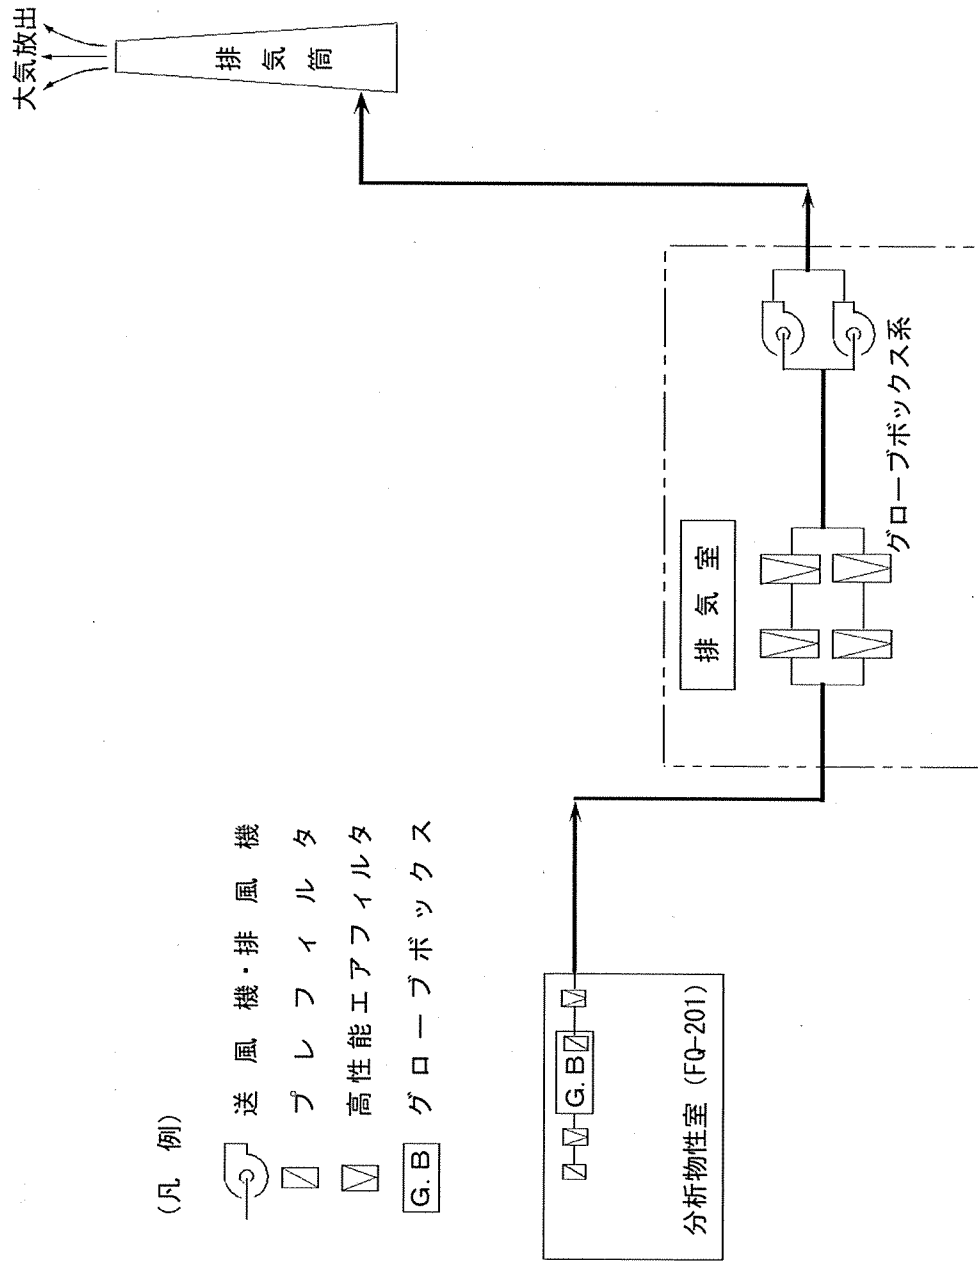 大気放出
排気筒
排気室
グローブボックス系
(凡 例)
送風機・排風機
プレフィルタ
高性能エアフィルタ
G.B グローブボックス
G.B
分析物性室 (FQ-201)